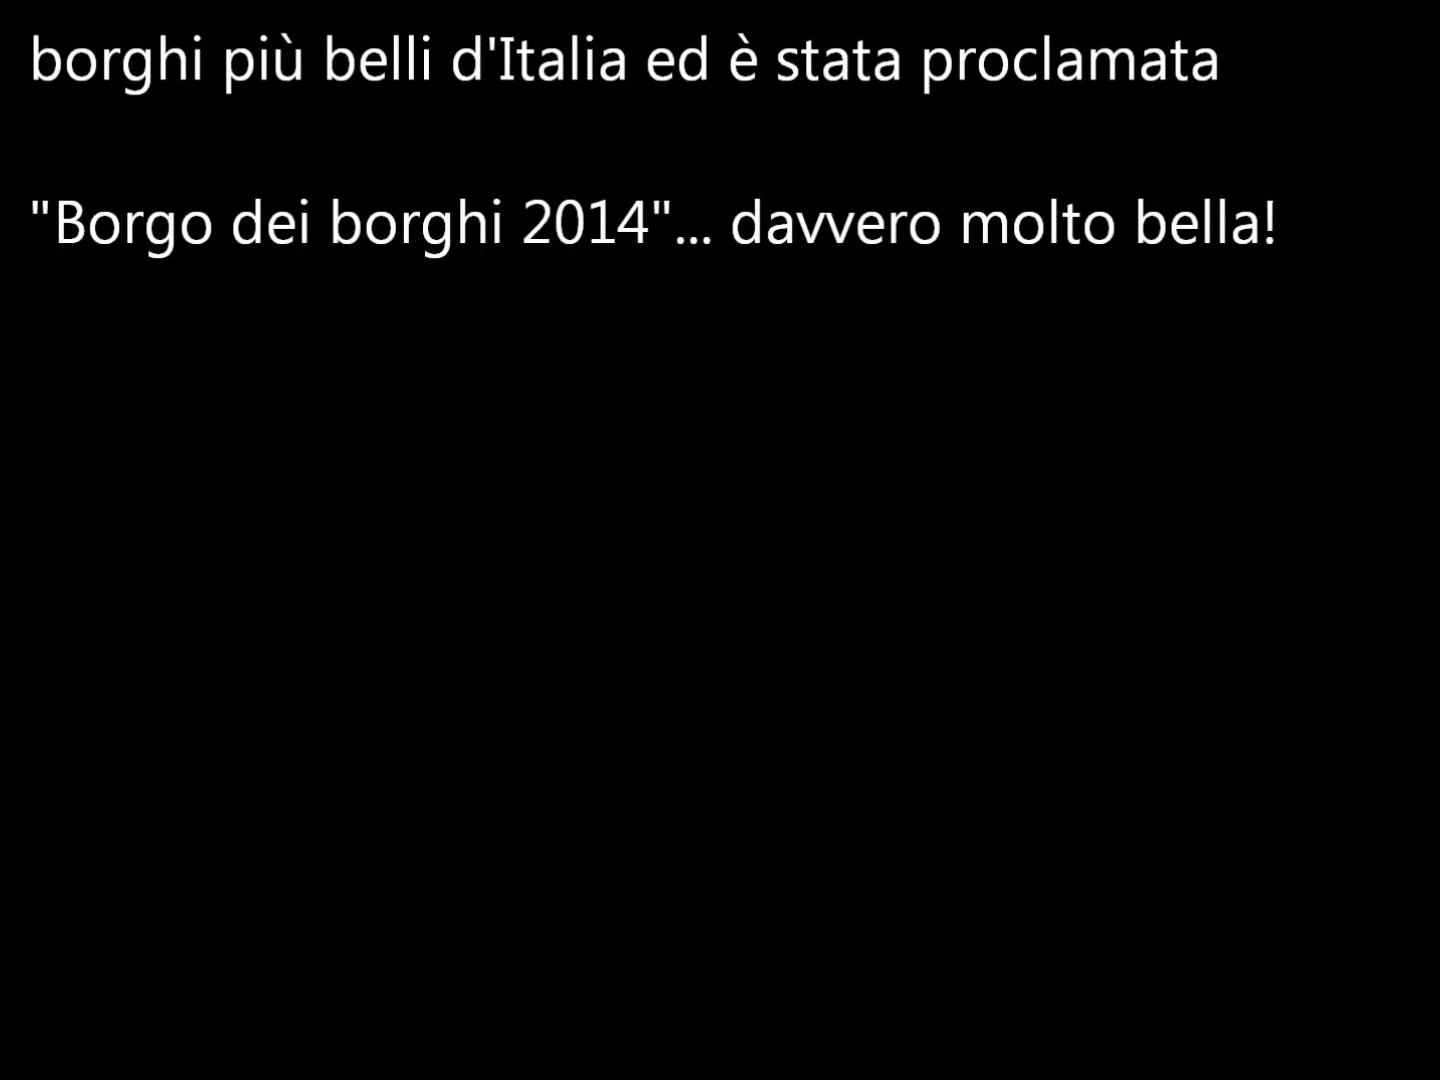 borghi più belli d'Italia ed è stata proclamata
"Borgo dei borghi 2014"... davvero molto bella!